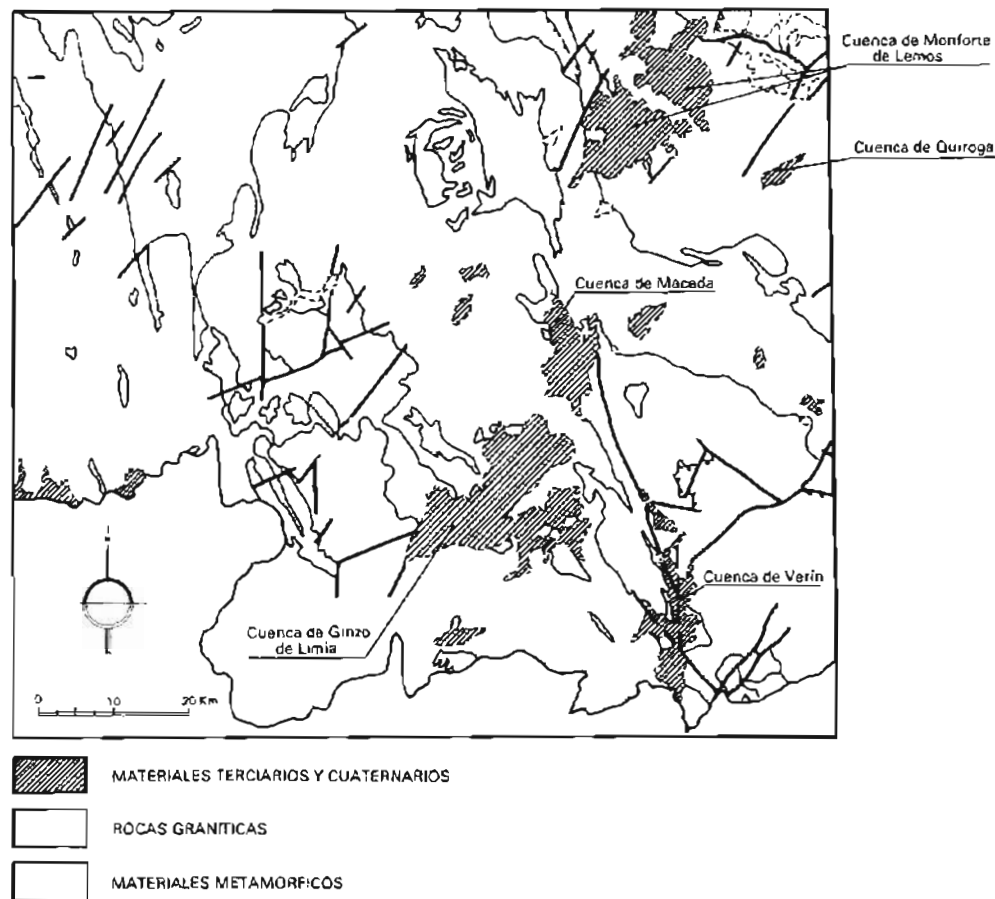 Cuenca de Monforte
de Lemos
Cuenca de Quiroga
Cuenca de Maceda
Cuenca de Verin
Cuenca de Ginzo
de Limia
0 10 20 Km
MATERIALES TERCIARIOS Y CUATERNARIOS
ROCAS GRANITICAS
MATERIALES METAMORFICOS